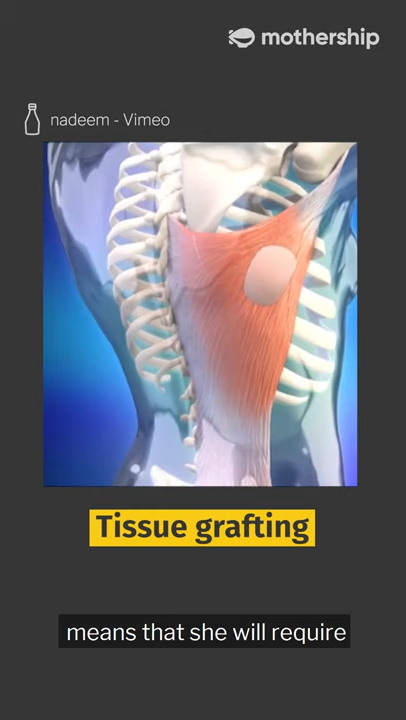 mothership
nadeem - Vimeo
Tissue grafting
means that she will require